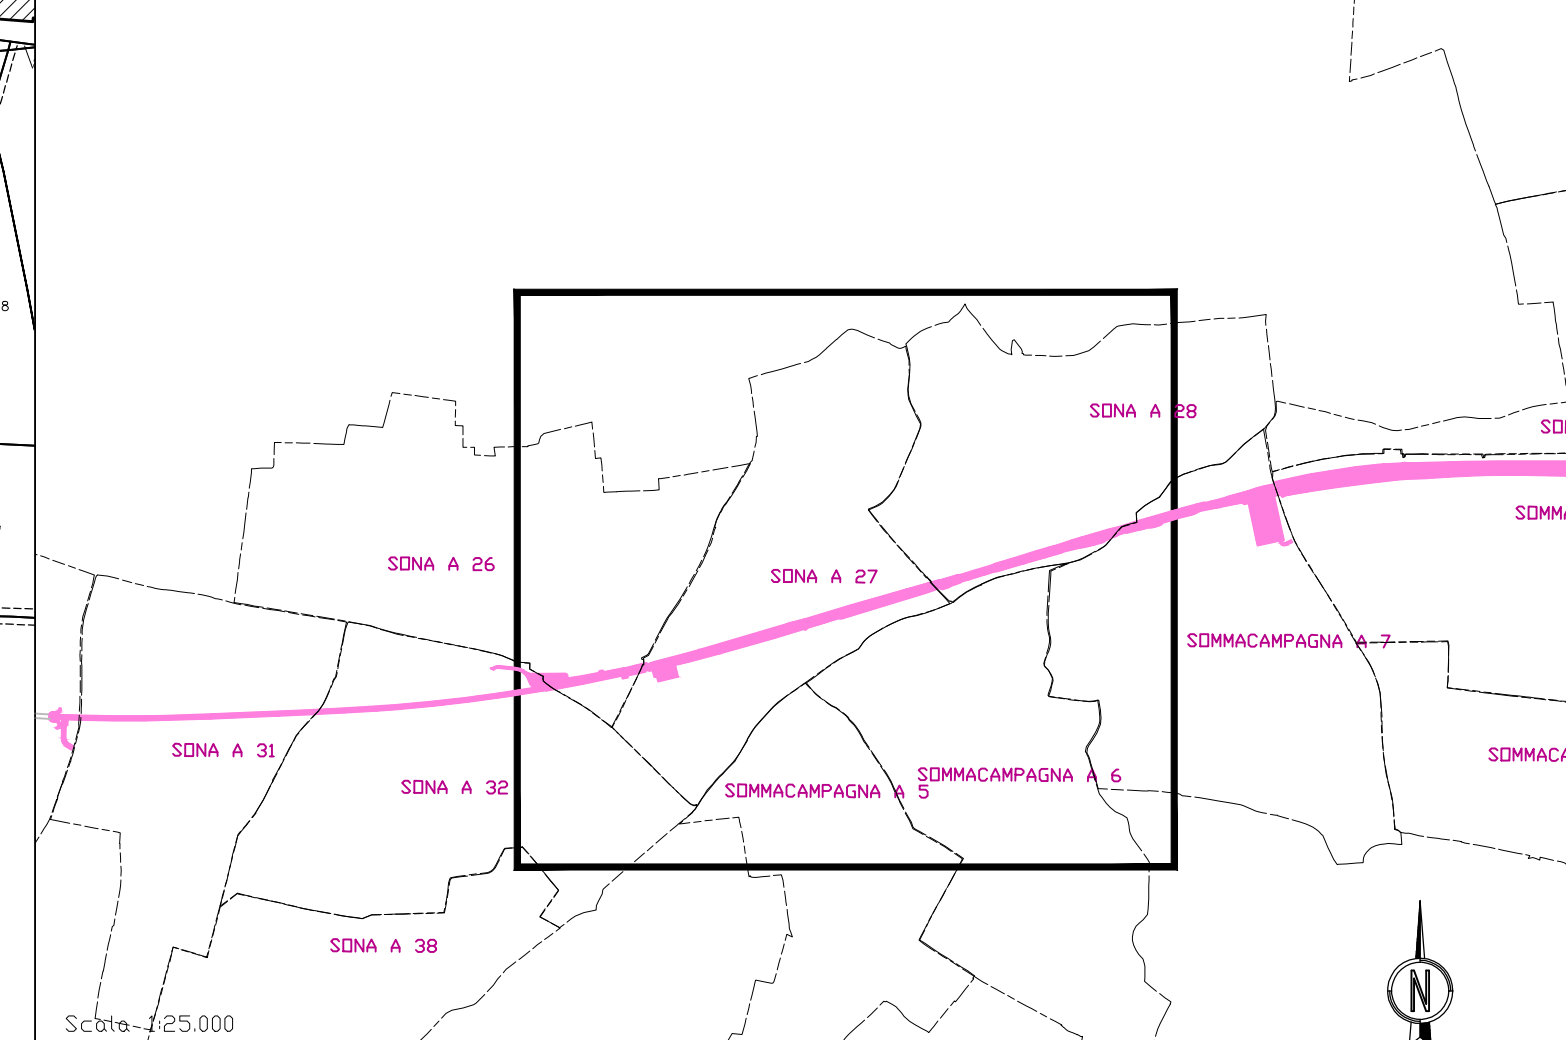 8
SONA A 28
SONA A 26
SONA A 27
SOMMACAMPAGNA A 7
SONA A 31
SONA A 32
SOMMACAMPAGNA A 5
SOMMACAMPAGNA A 6
SONA A 38
Scala 1:25.000
N